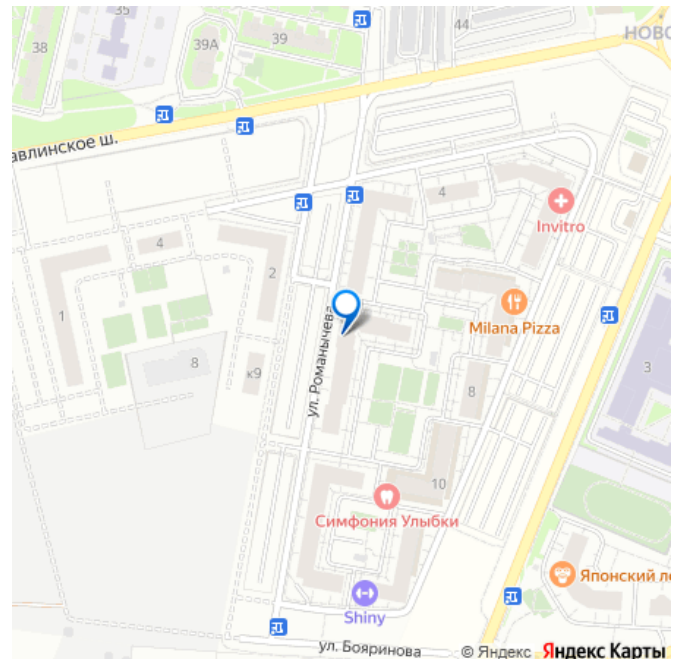 35
38
39А
39
44
НОВО
авлинское ш.
4
Invitro
4
2
1
8
к9
ул. Романычева
Milana Pizza
3
8
10
Симфония Улыбки
Японский ле
Shiny
ул. Бояринова
© Яндекс Яндекс Карты